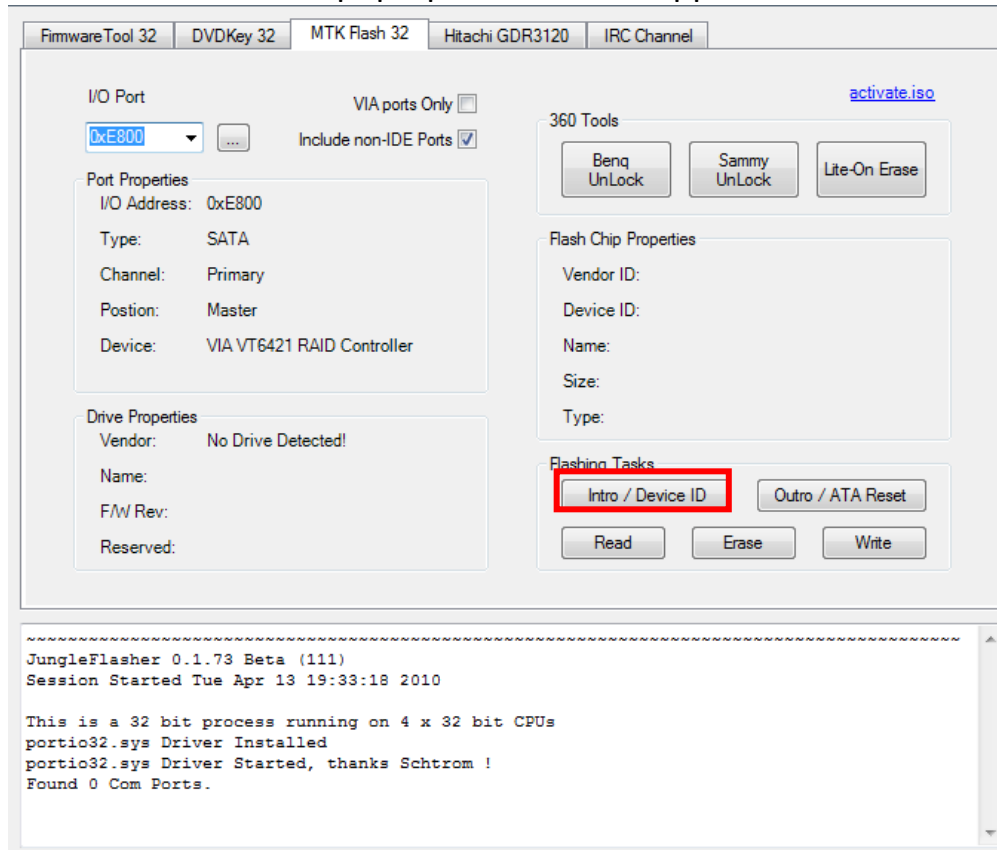 FirmwareTool 32 DVDKey 32 MTK Flash 32 Hitachi GDR3120 IRC Channel
I/O Port
VIA ports Only
activate.iso
0xE800
...
Include non-IDE Ports
360 Tools
Benq UnLock
Sammy UnLock
Lite-On Erase
Port Properties
I/O Address: 0xE800
Type: SATA
Channel: Primary
Postion: Master
Device: VIA VT6421 RAID Controller
Flash Chip Properties
Vendor ID:
Device ID:
Name:
Size:
Type:
Drive Properties
Vendor: No Drive Detected!
Name:
F/W Rev:
Reserved:
Flashing Tasks
Intro / Device ID Outro / ATA Reset
Read Erase Write
~~~~~~~~~~~~~~~~~~~~~~~~~~~~~~~~~~~~~~~~~~~~~~~~~~~~~~~~~~~~~~~~~~~~~~~~~~~~~~~~~~~~~~~~
JungleFlasher 0.1.73 Beta (111)
Session Started Tue Apr 13 19:33:18 2010
This is a 32 bit process running on 4 x 32 bit CPUs
portio32.sys Driver Installed
portio32.sys Driver Started, thanks Schtrom !
Found 0 Com Ports.